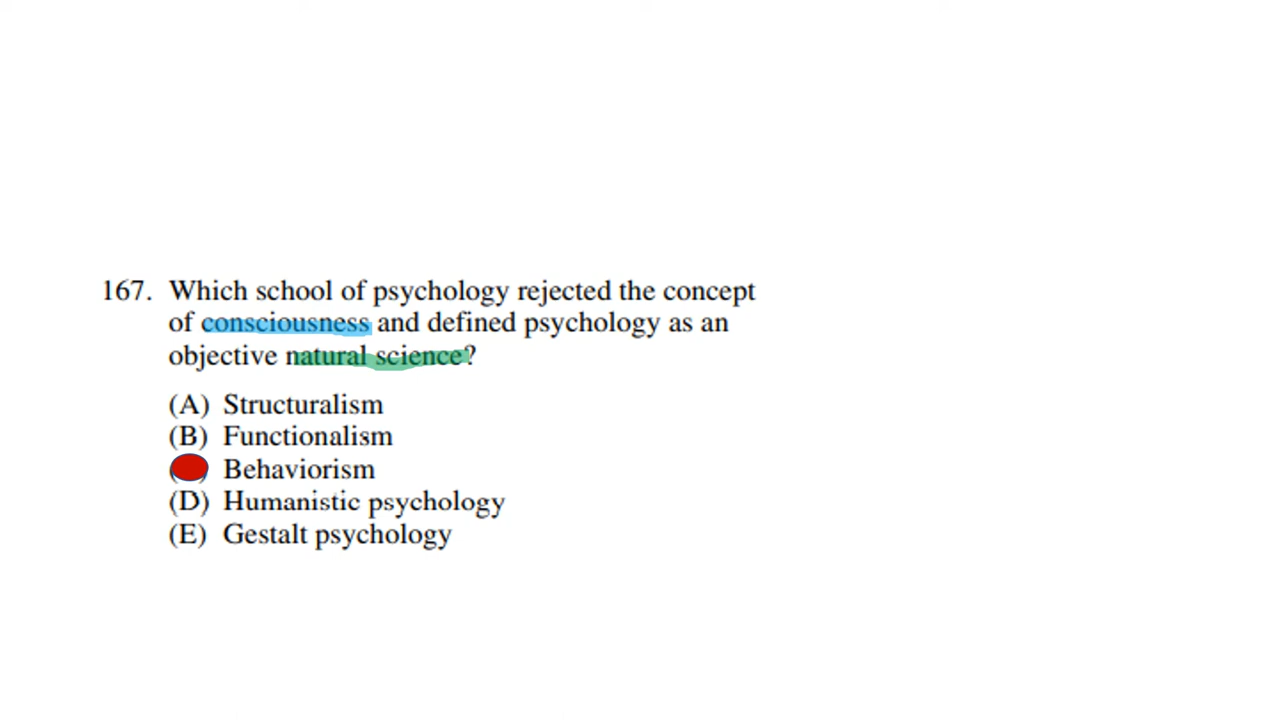 167. Which school of psychology rejected the concept
of consciousness and defined psychology as an
objective natural science?
(A) Structuralism
(B) Functionalism
Behaviorism
(D) Humanistic psychology
(E) Gestalt psychology